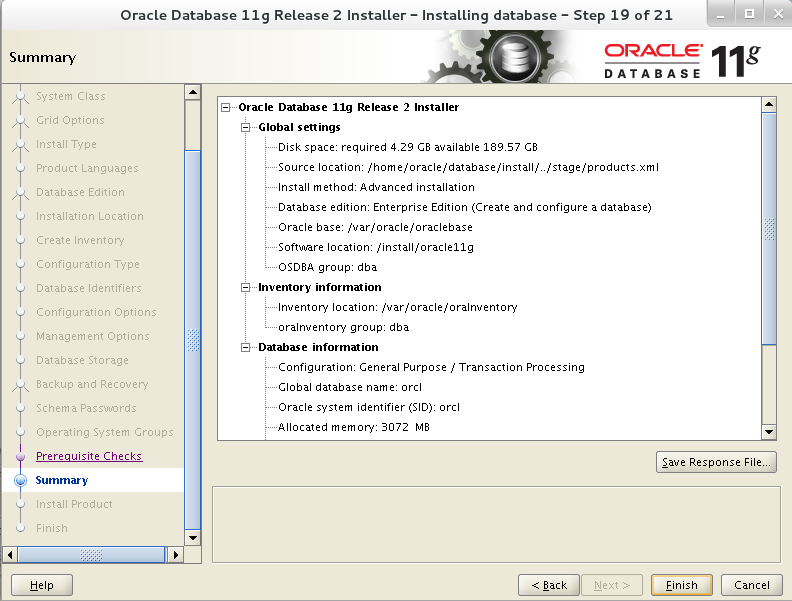 Oracle Database 11g Release 2 Installer - Installing database - Step 19 of 21
Summary
ORACLE
DATABASE
11g
System Class
Grid Options
Install Type
Product Languages
Database Edition
Installation Location
Create Inventory
Configuration Type
Database Identifiers
Configuration Options
Management Options
Database Storage
Backup and Recovery
Schema Passwords
Operating System Groups
Prerequisite Checks
Summary
Install Product
Finish
Oracle Database 11g Release 2 Installer
Global settings
Disk space: required 4.29 GB available 189.57 GB
Source location: /home/oracle/database/install/../stage/products.xml
Install method: Advanced installation
Database edition: Enterprise Edition (Create and configure a database)
Oracle base: /var/oracle/oraclebase
Software location: /install/oracle11g
OSDBA group: dba
Inventory information
Inventory location: /var/oracle/oraInventory
oraInventory group: dba
Database information
Configuration: General Purpose / Transaction Processing
Global database name: orcl
Oracle system identifier (SID): orcl
Allocated memory: 3072 MB
Save Response File...
Help
< Back
Next >
Finish
Cancel